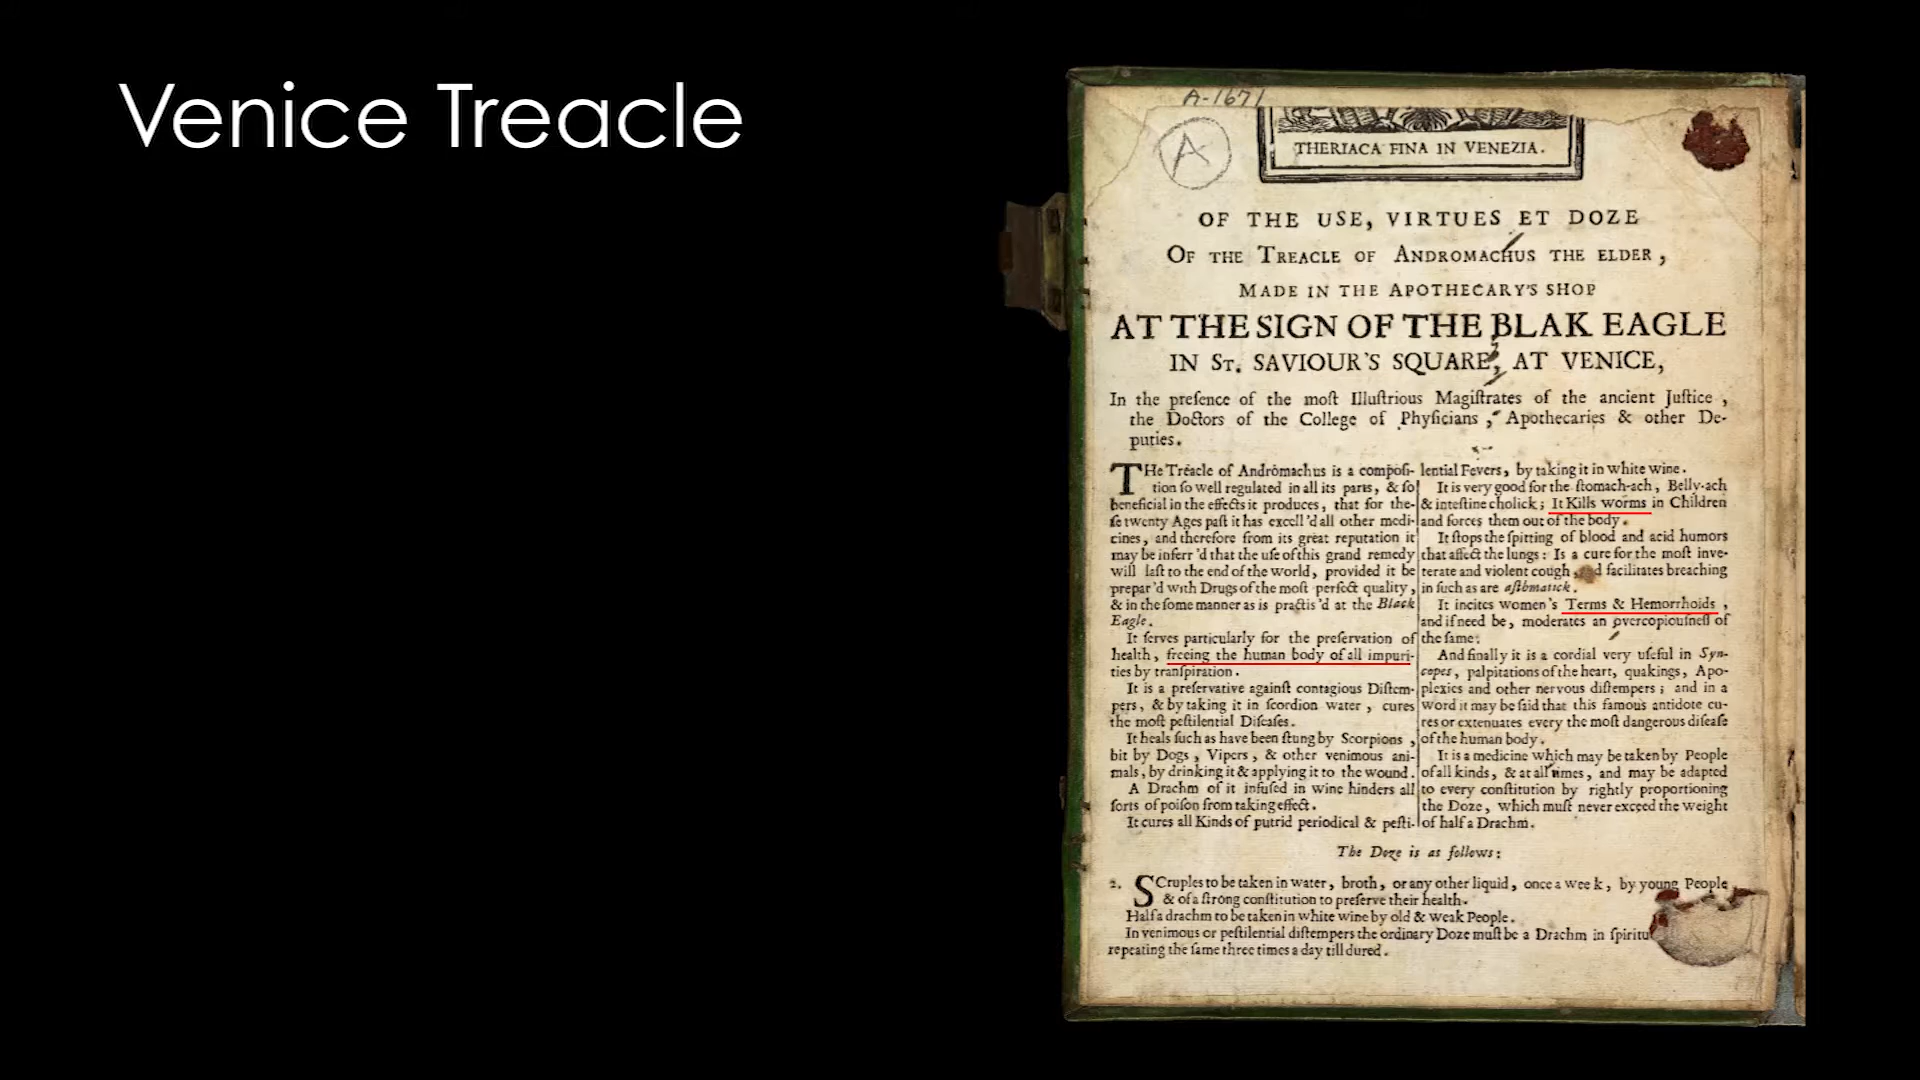 Venice Treacle
A-1671
A
THERIACA FINA IN VENEZIA.
OF THE USE, VIRTUES ET DOZE
OF THE TREACLE OF ANDROMACHUS THE ELDER,
MADE IN THE APOTHECARY'S SHOP
AT THE SIGN OF THE BLAK EAGLE
IN ST. SAVIOUR'S SQUARE, AT VENICE,
In the preſence of the moſt Illuſtrious Magiſtrates of the ancient Juſtice,
the Doctors of the College of Phyſicians, Apothecaries & other De-
puties.
THe Treacle of Andromachus is a compoſi-
tion ſo well regulated in all its parts, & ſo
beneficial in the effects it produces, that for the-
ſe twenty Ages paſt it has excell'd all other medi-
cines, and therefore from its great reputation it
may be inferr'd that the uſe of this grand remedy
will laſt to the end of the world, provided it be
prepar'd with Drugs of the moſt perfect quality,
& in the ſome manner as is practis'd at the Black
Eagle.
It ſerves particularly for the preſervation of
health, freeing the human body of all impuri-
ties by tranſpiration.
It is a preſervative againſt contagious Diſtem-
pers, & by taking it in ſcordion water, cures
the moſt peſtilential Diſeaſes.
It heals ſuch as have been ſtung by Scorpions,
bit by Dogs, Vipers, & other venimous ani-
mals, by drinking it & applying it to the wound.
A Drachm of it infuſed in wine hinders all
ſorts of poiſon from taking effect.
It cures all Kinds of putrid periodical & peſti-
lential Fevers, by taking it in white wine.
It is very good for the ſtomach-ach, Belly-ach
& inteſtine cholick; It Kills worms in Children
and forces them out of the body.
It ſtops the ſpitting of blood and acid humors
that affect the lungs: Is a cure for the moſt inve-
terate and violent cough, facilitates breaching
in ſuch as are aſthmatick.
It incites women's Terms & Hemorrhoids,
and if need be, moderates an overcopiouſneſſ of
the ſame:
And finally it is a cordial very uſeful in Syn-
copes, palpitations of the heart, quakings, Apo-
plexies and other nervous diſtempers; and in a
word it may be ſaid that this famous antidote cu-
res or extenuates every the moſt dangerous diſeaſe
of the human body.
It is a medicine which may be taken by People
of all kinds, & at all times, and may be adapted
to every conſtitution by rightly proportioning
the Doze, which muſt never exceed the weight
of half a Drachm.
The Doze is as follows:
2. SCruples to be taken in water, broth, or any other liquid, once a week, by young People
& of a ſtrong conſtitution to preſerve their health.
Half a drachm to be taken in white wine by old & weak People.
In venimous or peſtilential diſtempers the ordinary Doze muſt be a Drachm in
repeating the ſame three times a day till dured.